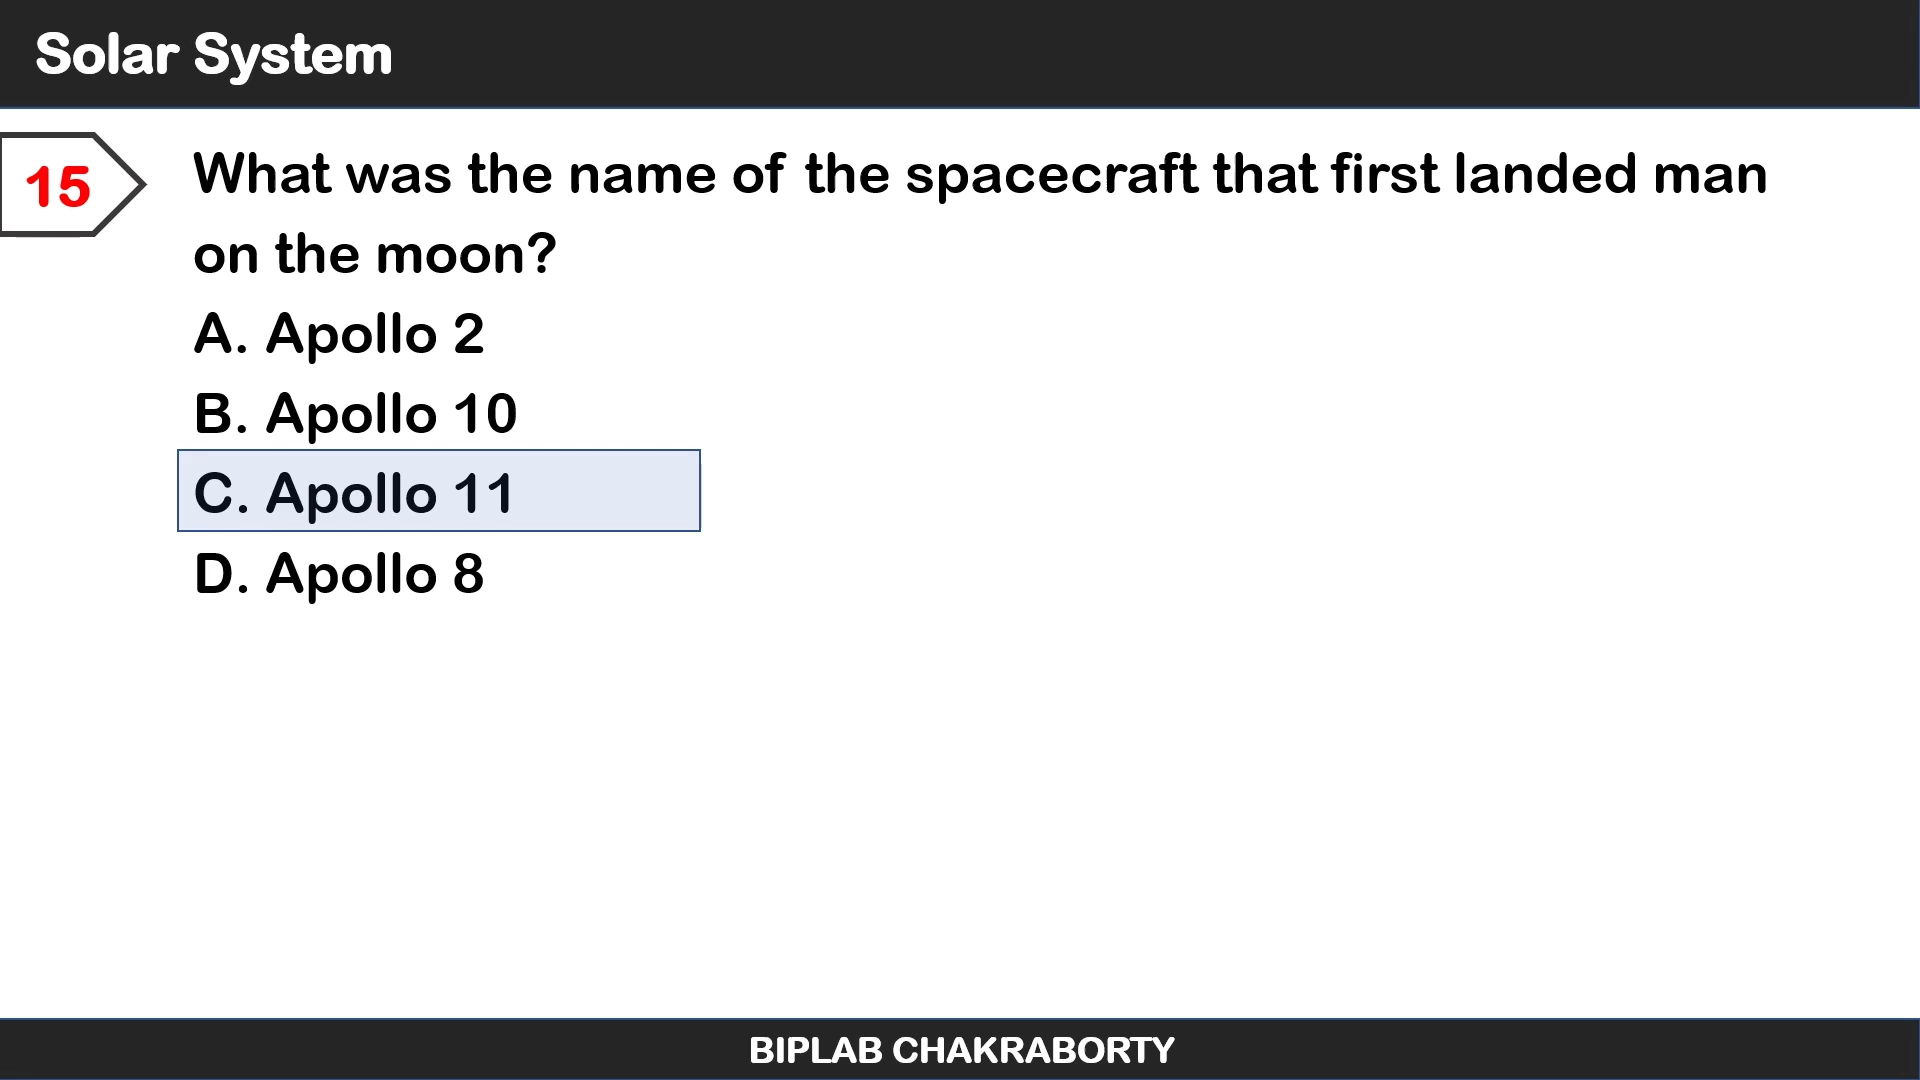 Solar System
15
What was the name of the spacecraft that first landed man
on the moon?
A. Apollo 2
B. Apollo 10
C. Apollo 11
D. Apollo 8
BIPLAB CHAKRABORTY